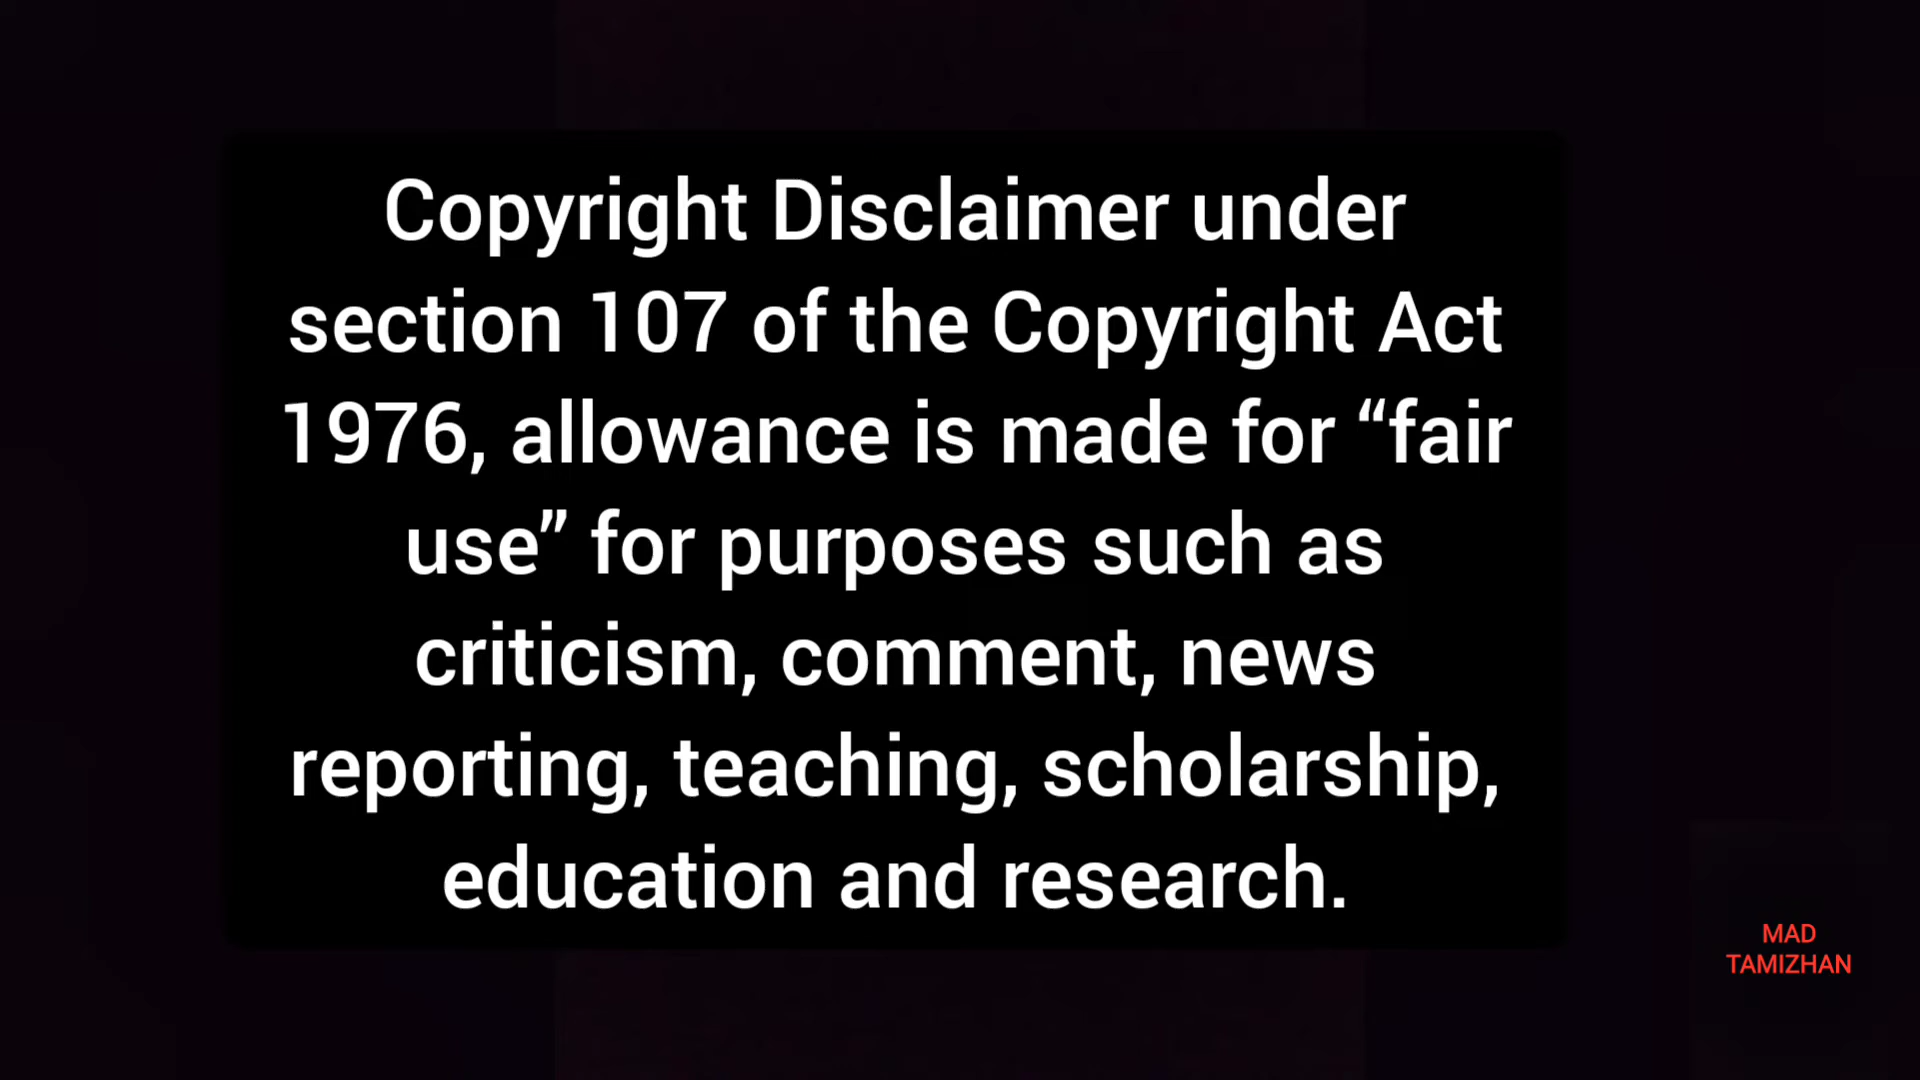 Copyright Disclaimer under
section 107 of the Copyright Act
1976, allowance is made for “fair
use” for purposes such as
criticism, comment, news
reporting, teaching, scholarship,
education and research.
MAD
TAMIZHAN